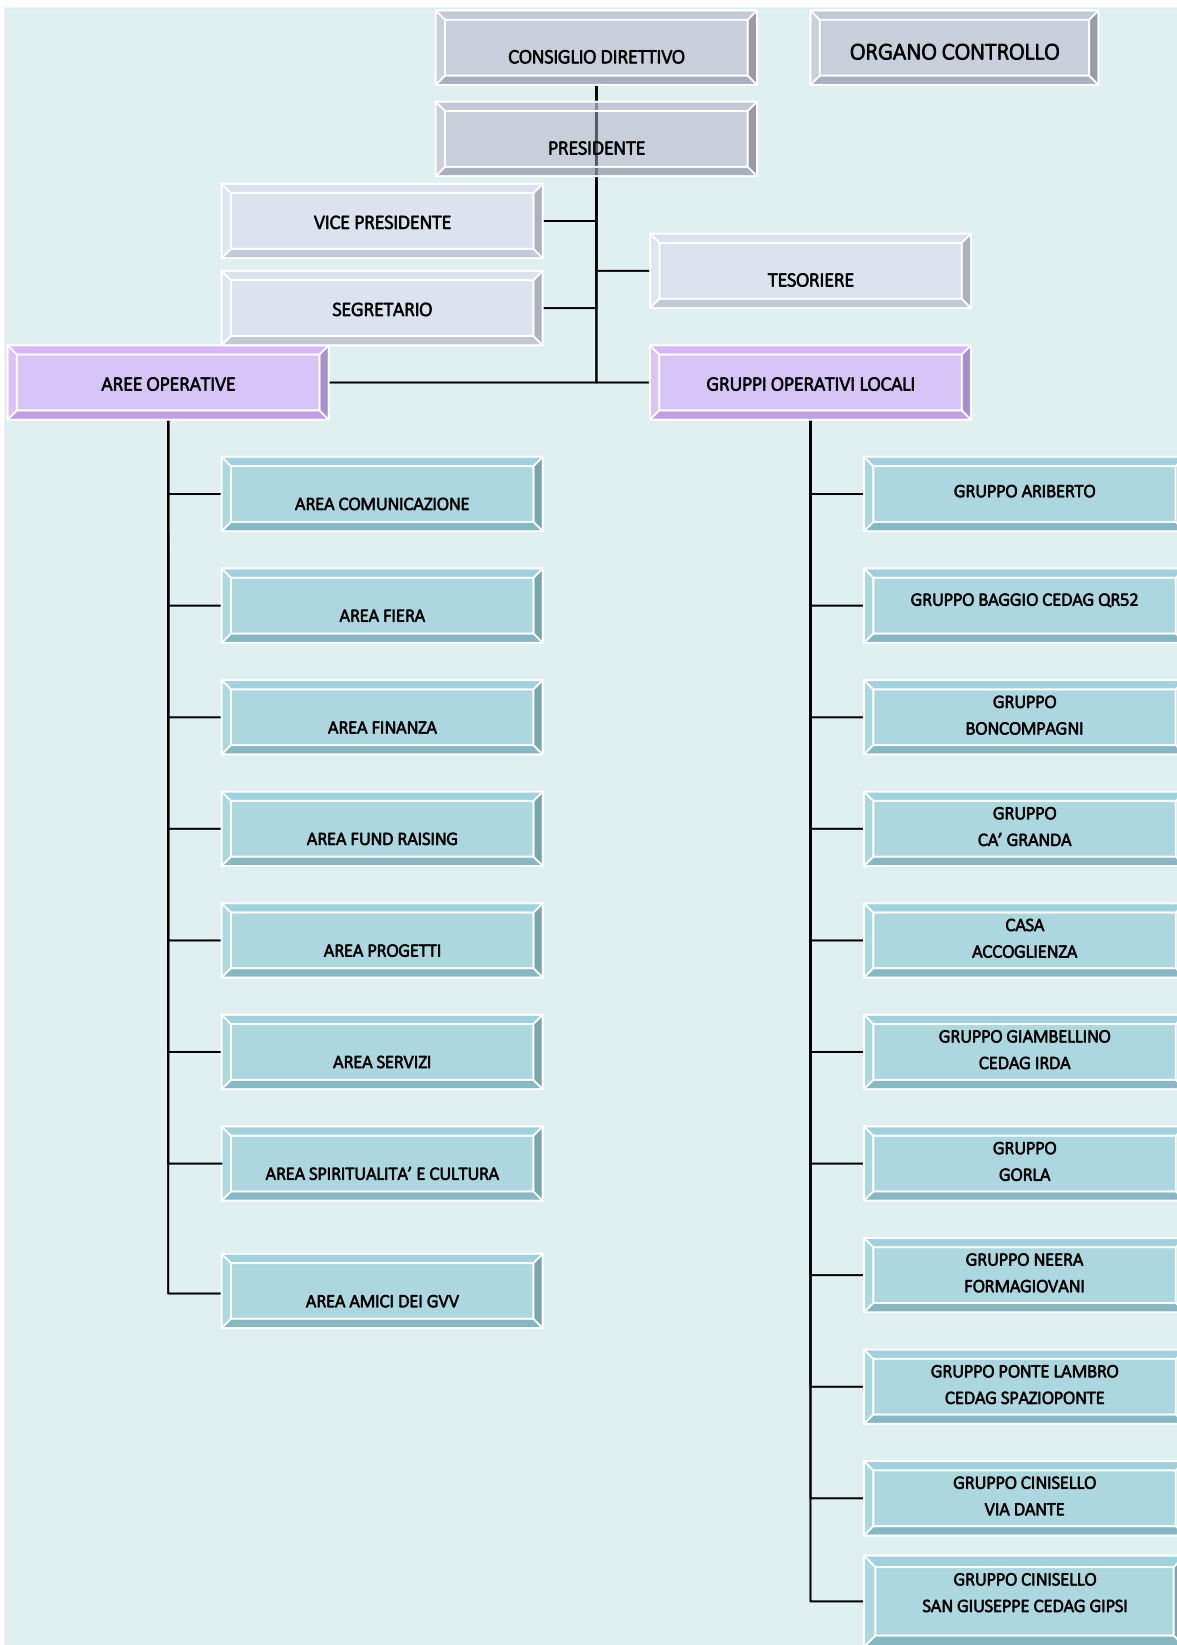 CONSIGLIO DIRETTIVO
ORGANO CONTROLLO
PRESIDENTE
VICE PRESIDENTE
TESORIERE
SEGRETARIO
AREE OPERATIVE
AREA COMUNICAZIONE
AREA FIERA
AREA FINANZA
AREA FUND RAISING
AREA PROGETTI
AREA SERVIZI
AREA SPIRITUALITA’ E CULTURA
AREA AMICI DEI GVV
GRUPPI OPERATIVI LOCALI
GRUPPO ARIBERTO
GRUPPO BAGGIO CEDAG QR52
GRUPPO
BONCOMPAGNI
GRUPPO
CA’ GRANDA
CASA
ACCOGLIENZA
GRUPPO GIAMBELLINO
CEDAG IRDA
GRUPPO
GORLA
GRUPPO NEERA
FORMAGIOVANI
GRUPPO PONTE LAMBRO
CEDAG SPAZIOPONTE
GRUPPO CINISELLO
VIA DANTE
GRUPPO CINISELLO
SAN GIUSEPPE CEDAG GIPSI